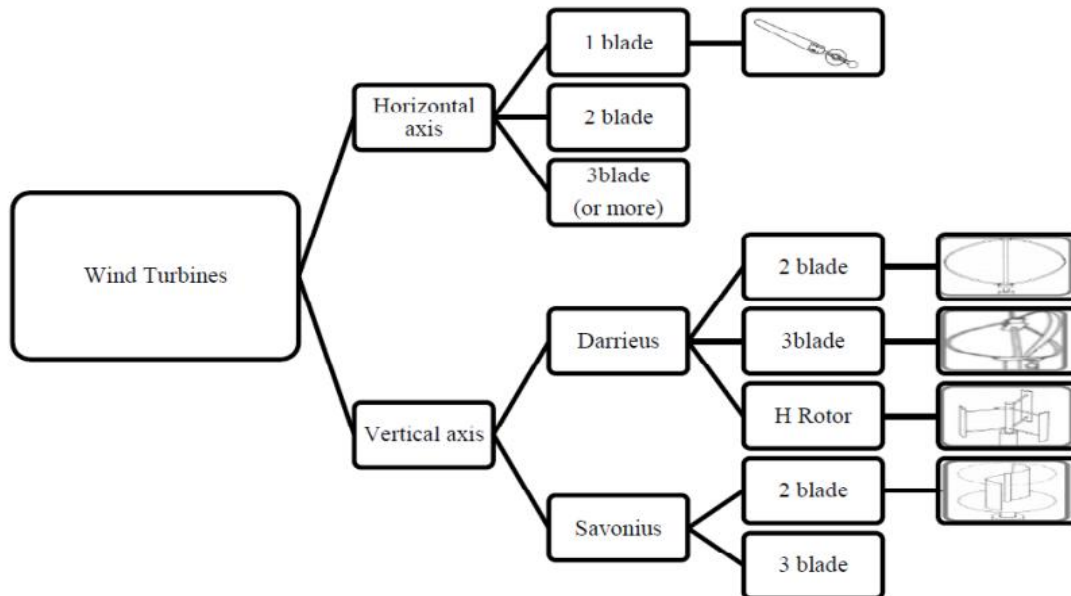 Wind Turbines
Horizontal
axis
1 blade
2 blade
3blade
(or more)
Vertical axis
Darrieus
2 blade
3blade
H Rotor
Savonius
2 blade
3 blade